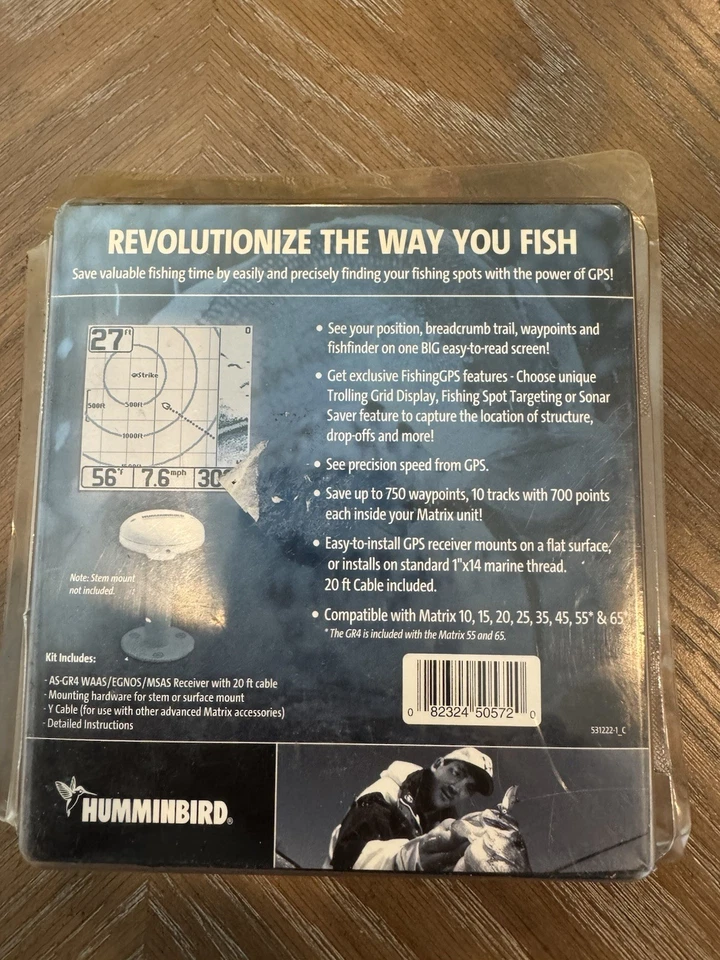 REVOLUTIONIZE THE WAY YOU FISH
Save valuable fishing time by easily and precisely finding your fishing spots with the power of GPS!
27ft
0
Strike
500ft
500ft
1000ft
56°F
7.6mph
30
• See your position, breadcrumb trail, waypoints and
fishfinder on one BIG easy-to-read screen!
• Get exclusive FishingGPS features - Choose unique
Trolling Grid Display, Fishing Spot Targeting or Sonar
Saver feature to capture the location of structure,
drop-offs and more!
• See precision speed from GPS.
• Save up to 750 waypoints, 10 tracks with 700 points
each inside your Matrix unit!
• Easy-to-install GPS receiver mounts on a flat surface,
or installs on standard 1"x14 marine thread.
20 ft Cable included.
• Compatible with Matrix 10, 15, 20, 25, 35, 45, 55* & 65*
* The GR4 is included with the Matrix 55 and 65.
Note: Stem mount
not included.
Kit Includes:
- AS-GR4 WAAS/EGNOS/MSAS Receiver with 20 ft cable
- Mounting hardware for stem or surface mount
- Y Cable (for use with other advanced Matrix accessories)
- Detailed Instructions
0 82324 50572 0
531222-1_C
HUMMINBIRD®